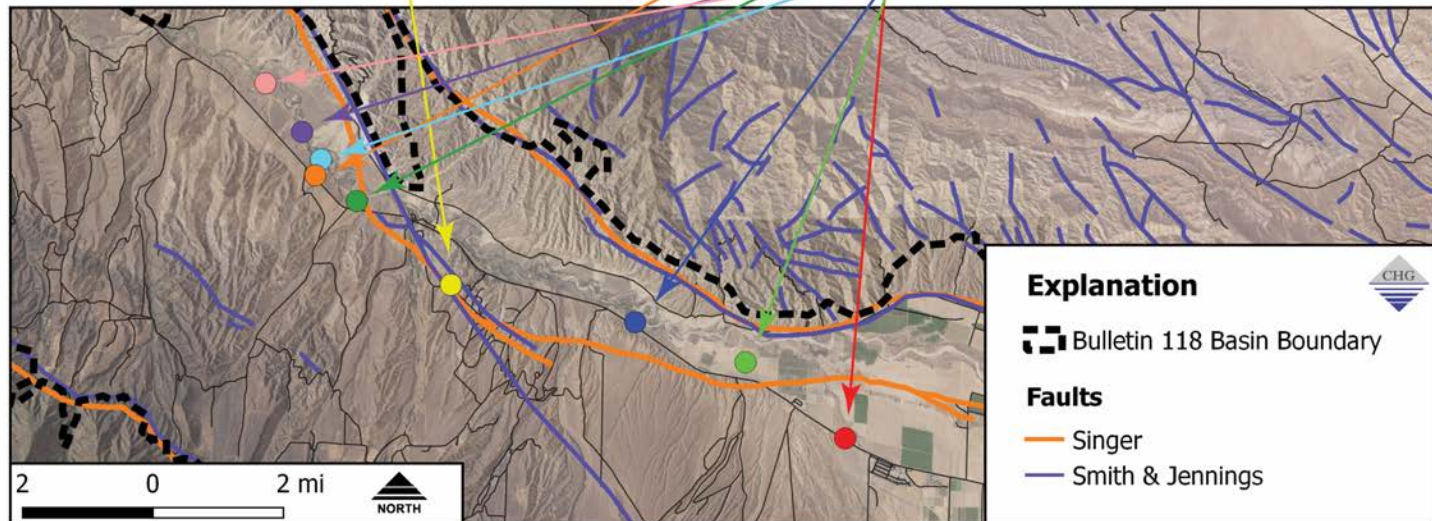 Explanation
CHG
Bulletin 118 Basin Boundary
Faults
Singer
Smith & Jennings
2 0 2 mi
NORTH